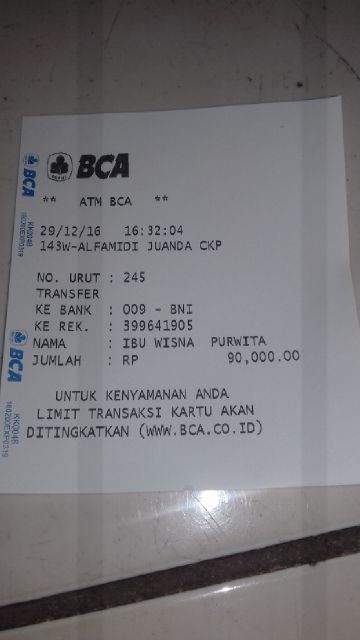 BCA
** ATM BCA **
29/12/16 16:32:04
143W-ALFAMIDI JUANDA CKP
NO. URUT : 245
TRANSFER
KE BANK : 009 - BNI
KE REK. : 399641905
NAMA : IBU WISNA PURWITA
JUMLAH : RP 90,000.00
UNTUK KENYAMANAN ANDA
LIMIT TRANSAKSI KARTU AKAN
DITINGKATKAN (WWW.BCA.CO.ID)
BCA
BCA